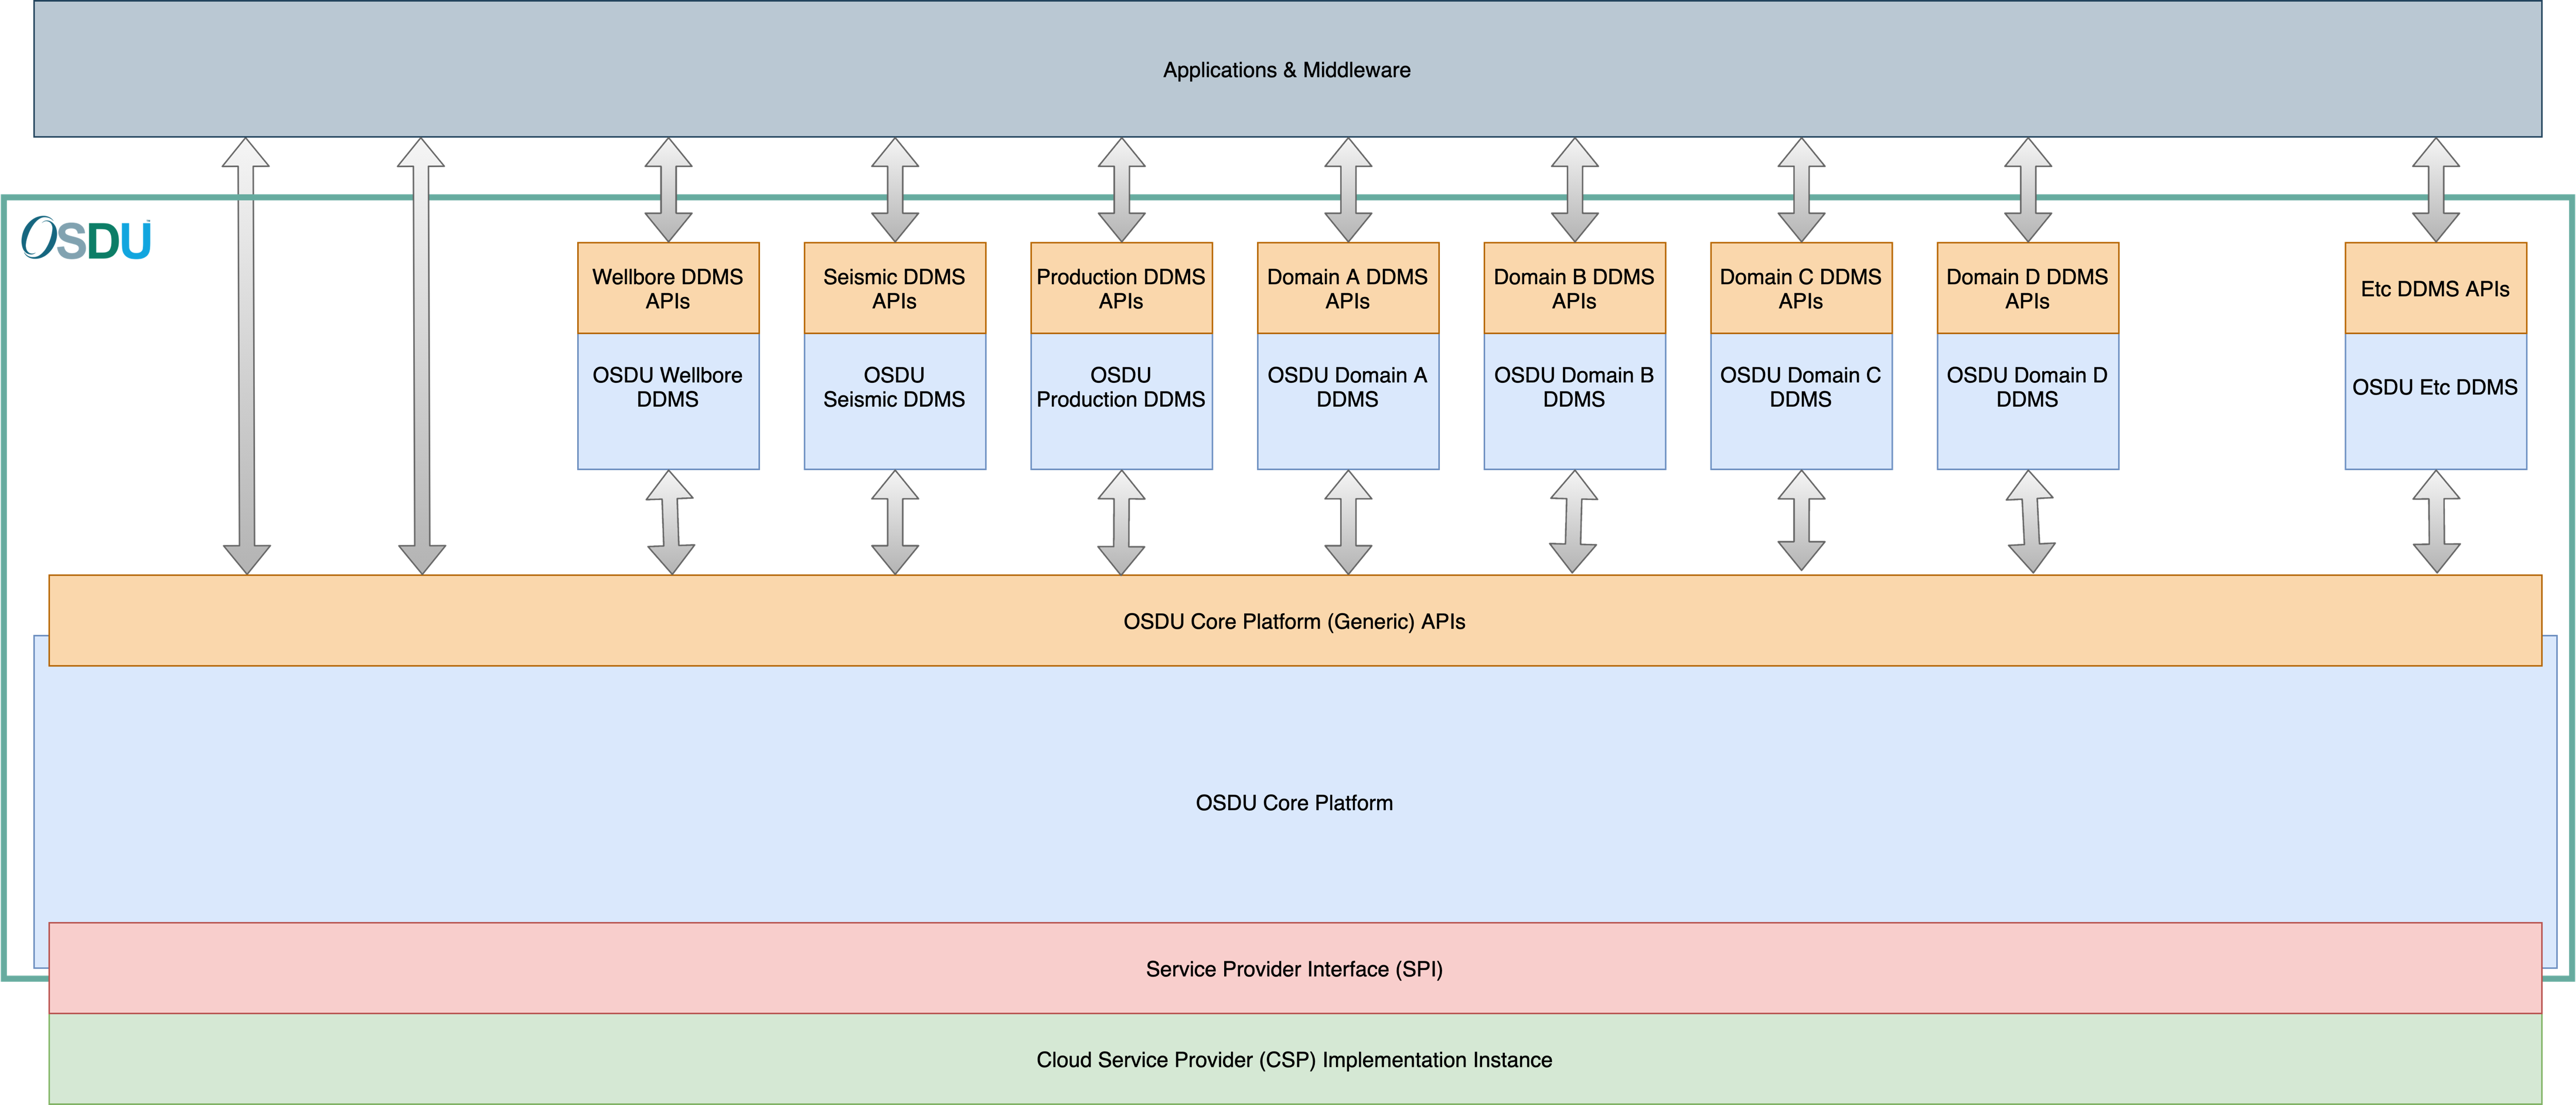 Applications & Middleware
OSDU™
Wellbore DDMS
APIs
Seismic DDMS
APIs
Production DDMS
APIs
Domain A DDMS
APIs
Domain B DDMS
APIs
Domain C DDMS
APIs
Domain D DDMS
APIs
Etc DDMS APIs
OSDU Wellbore
DDMS
OSDU
Seismic DDMS
OSDU
Production DDMS
OSDU Domain A
DDMS
OSDU Domain B
DDMS
OSDU Domain C
DDMS
OSDU Domain D
DDMS
OSDU Etc DDMS
OSDU Core Platform (Generic) APIs
OSDU Core Platform
Service Provider Interface (SPI)
Cloud Service Provider (CSP) Implementation Instance